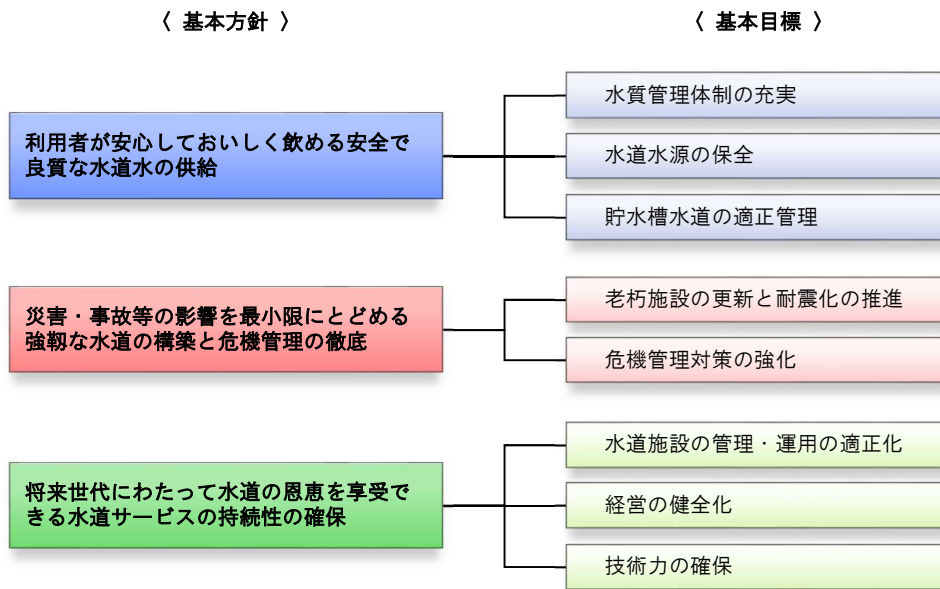 〈 基本方針 〉
〈 基本目標 〉
利用者が安心しておいしく飲める安全で
良質な水道水の供給
水質管理体制の充実
水道水源の保全
貯水槽水道の適正管理
災害・事故等の影響を最小限にとどめる
強靱な水道の構築と危機管理の徹底
老朽施設の更新と耐震化の推進
危機管理対策の強化
将来世代にわたって水道の恩恵を享受で
きる水道サービスの持続性の確保
水道施設の管理・運用の適正化
経営の健全化
技術力の確保